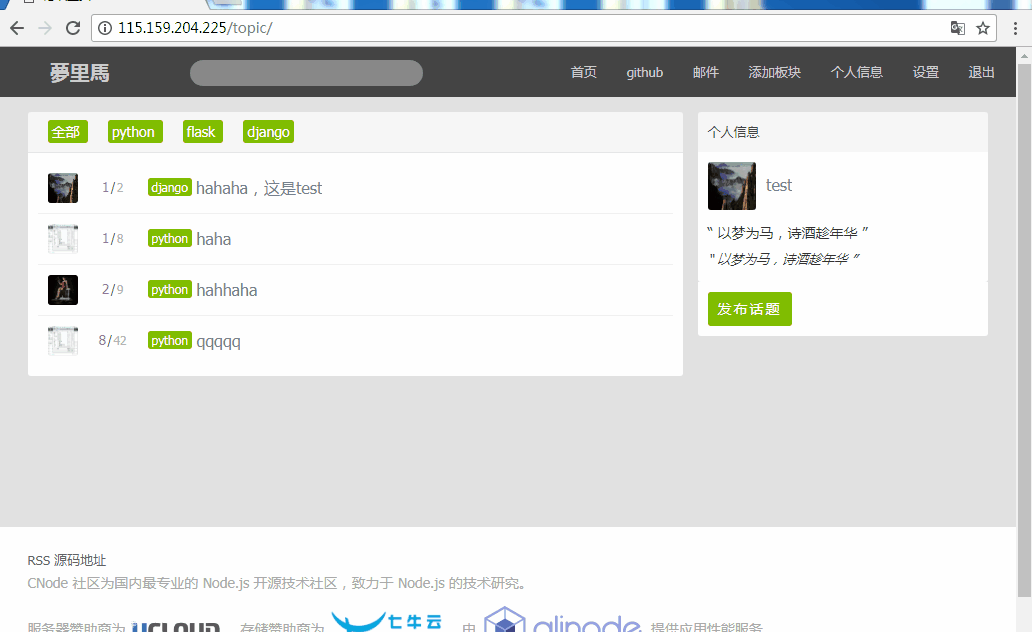 115.159.204.225/topic/
夢里馬 首页 github 邮件 添加板块 个人信息 设置 退出
全部 python flask django
1/2 django hahaha，这是test
1/8 python haha
2/9 python hahhaha
8/42 python qqqqq
个人信息
test
“ 以梦为马，诗酒趁年华 ”
"以梦为马，诗酒趁年华 ”
发布话题
RSS 源码地址
CNode 社区为国内最专业的 Node.js 开源技术社区，致力于 Node.js 的技术研究。
服务器赞助商为 UCLOUD 存储赞助商为 七牛云 由 alinode 提供应用性能服务